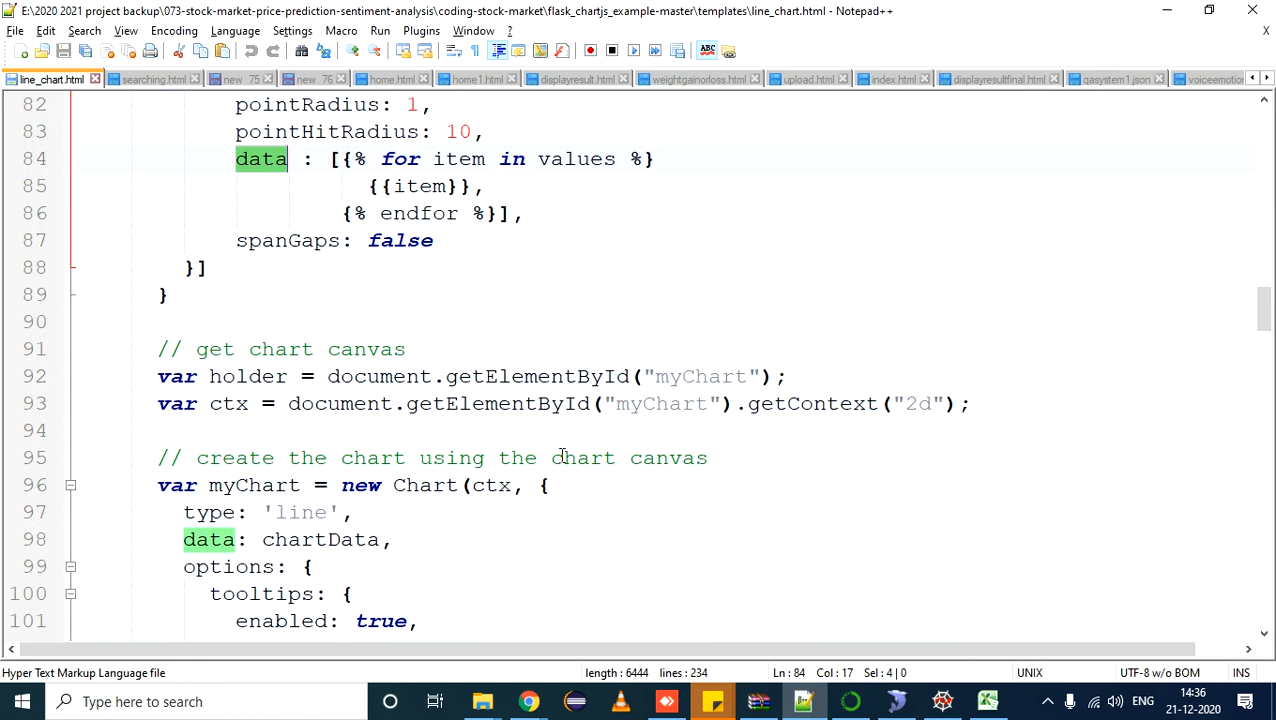 E:\2020 2021 project backup\073-stock-market-price-prediction-sentiment-analysis\coding-stock-market\flask_chartjs_example-master\templates\line_chart.html - Notepad++
File Edit Search View Encoding Language Settings Macro Run Plugins Window ? X
line_chart.html searching.html new 75 new 76 home.html home1.html displayresult.html weightgainorloss.html upload.html index.html displayresultfinal.html qasystem1.json voiceemotion
82 pointRadius: 1,
83 pointHitRadius: 10,
84 data : [{% for item in values %}
85 {{item}},
86 {% endfor %}],
87 spanGaps: false
88 }]
89 }
90
91 // get chart canvas
92 var holder = document.getElementById("myChart");
93 var ctx = document.getElementById("myChart").getContext("2d");
94
95 // create the chart using the chart canvas
96 var myChart = new Chart(ctx, {
97 type: 'line',
98 data: chartData,
99 options: {
100 tooltips: {
101 enabled: true,
Hyper Text Markup Language file length : 6444 lines : 234 Ln : 84 Col : 17 Sel : 4 | 0 UNIX UTF-8 w/o BOM INS
Type here to search ENG 14:36
21-12-2020